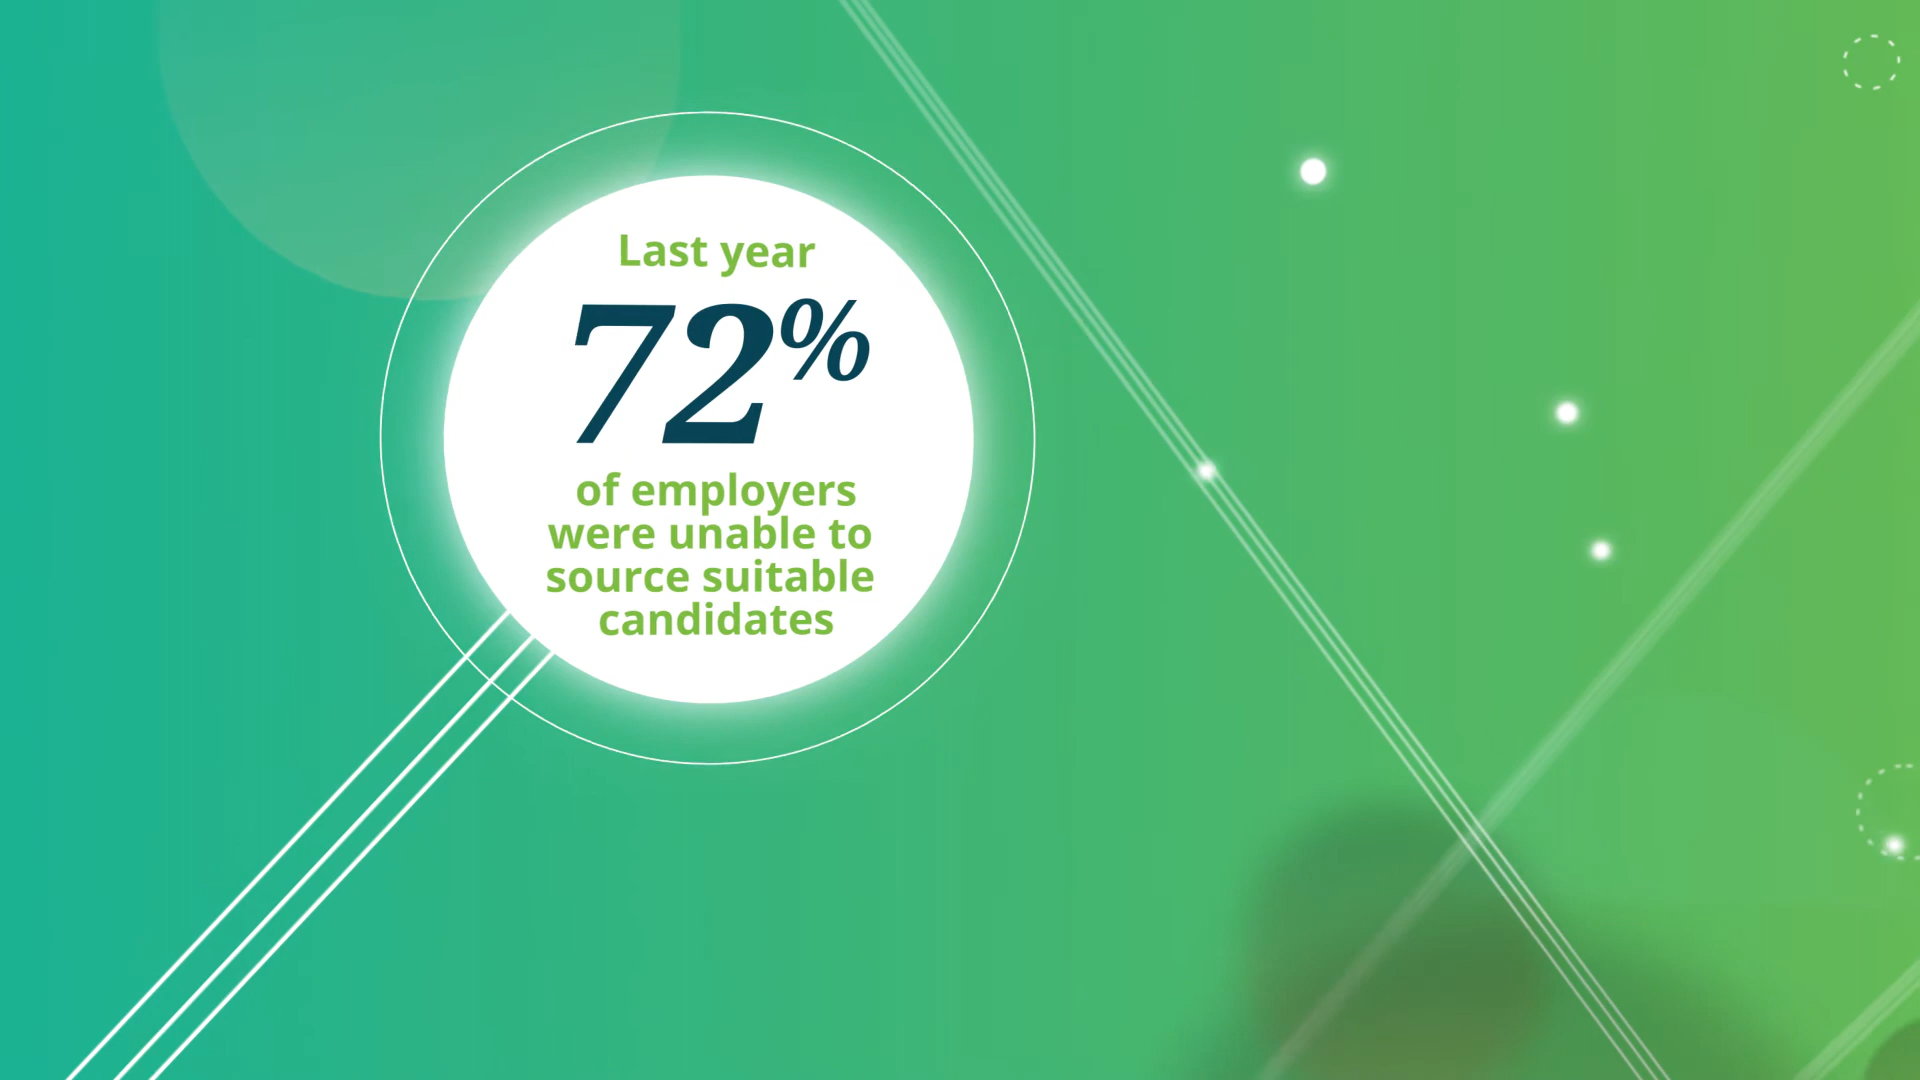 Last year
72%
of employers
were unable to
source suitable
candidates